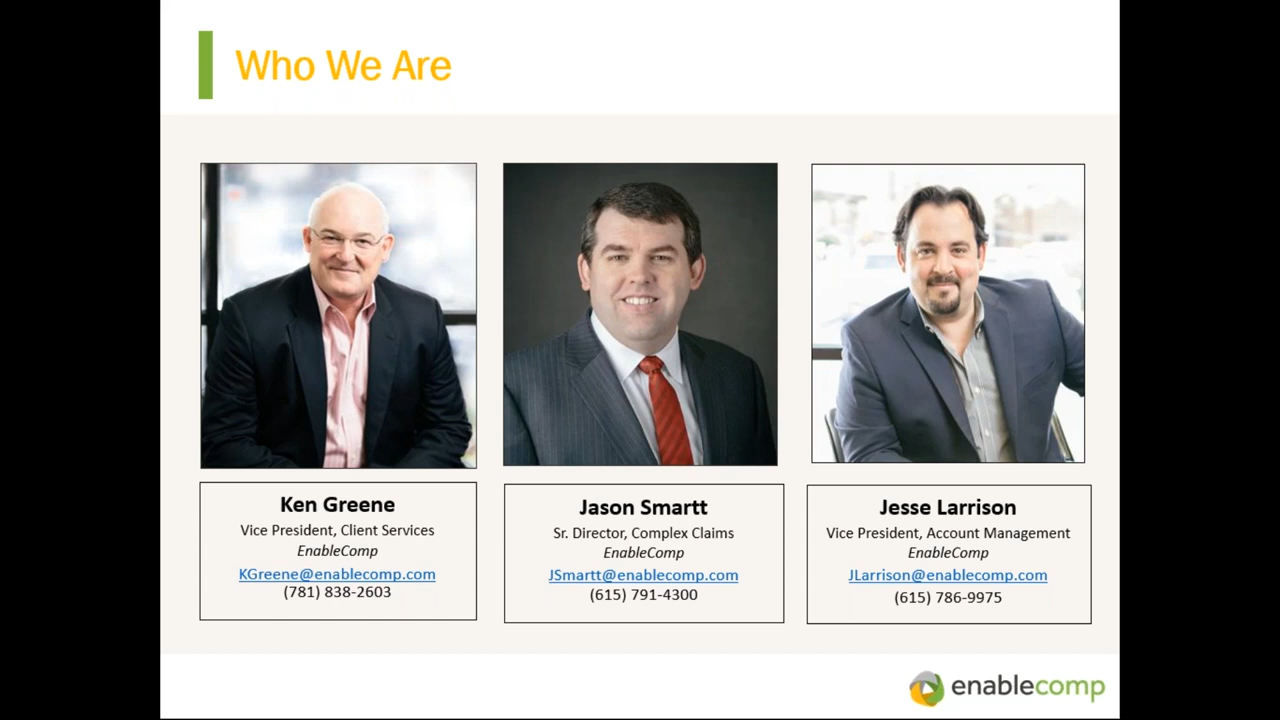 Who We Are
Ken Greene
Vice President, Client Services
EnableComp
KGreene@enablecomp.com
(781) 838-2603
Jason Smartt
Sr. Director, Complex Claims
EnableComp
JSmartt@enablecomp.com
(615) 791-4300
Jesse Larrison
Vice President, Account Management
EnableComp
JLarrison@enablecomp.com
(615) 786-9975
enablecomp